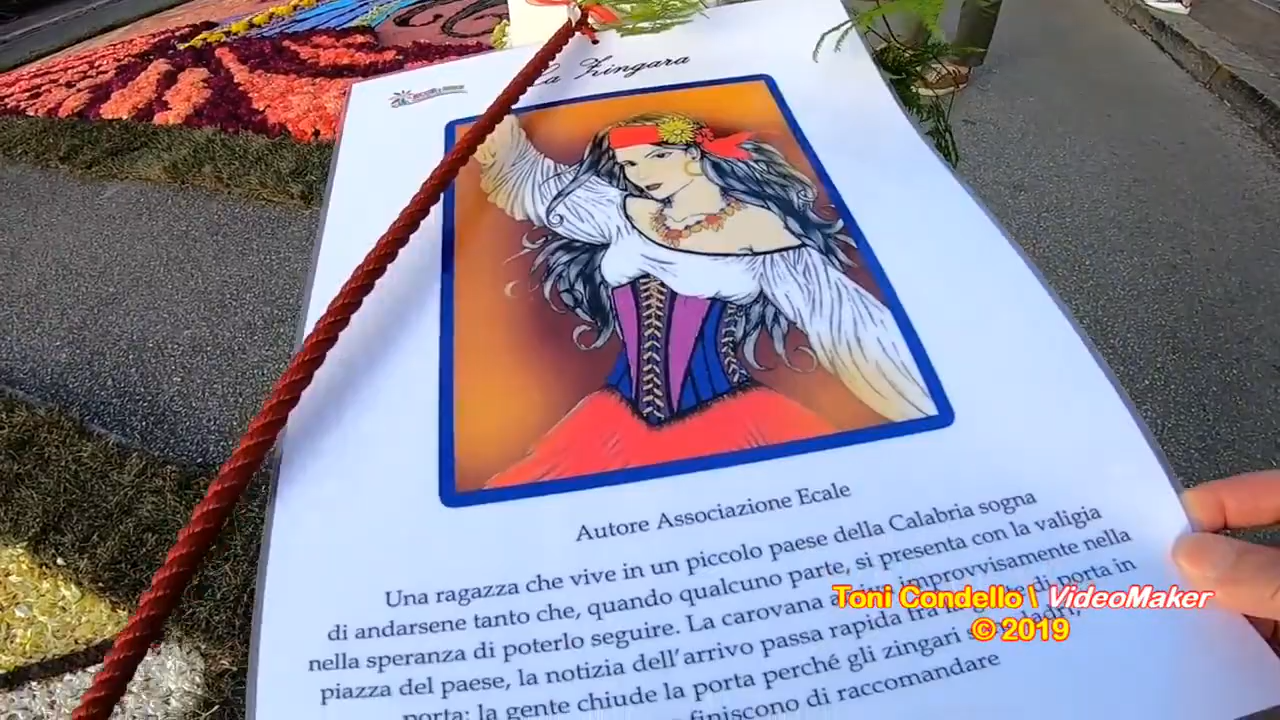 La Zingara
Autore Associazione Ecale
Una ragazza che vive in un piccolo paese della Calabria sogna
di andarsene tanto che, quando qualcuno parte, si presenta con la valigia
nella speranza di poterlo seguire. La carovana improvvisamente nella
piazza del paese, la notizia dell'arrivo passa rapida di porta in
porta: la gente chiude la porta perché gli zingari
finiscono di raccomandare
Toni Condello | VideoMaker
© 2019